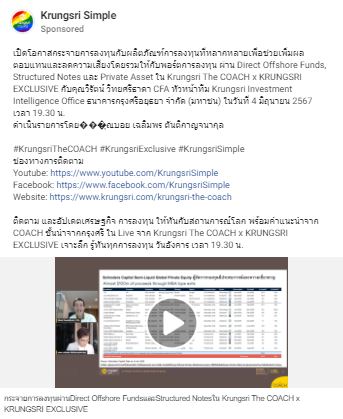 Krungsri Simple
Sponsored
เปิดโอกาสกระจายการลงทุนกับผลิตภัณฑ์การลงทุนที่หลากหลายเพื่อช่วยเพิ่มผล
ตอบแทนและลดความเสี่ยงโดยรวมให้กับพอร์ตการลงทุน ผ่าน Direct Offshore Funds,
Structured Notes และ Private Asset ใน Krungsri The COACH x KRUNGSRI
EXCLUSIVE กับคุณวิรัตน์ วิทยศรีธาดา CFA หัวหน้าทีม Krungsri Investment
Intelligence Office ธนาคารกรุงศรีอยุธยา จำกัด (มหาชน) ในวันที่ 4 มิถุนายน 2567
เวลา 19.30 น.
ดำเนินรายการโดย���ุณบอย เฉลิมพร ตันติกาญจนากุล
#KrungsriTheCOACH #KrungsriExclusive #KrungsriSimple
ช่องทางการติดตาม
Youtube: https://www.youtube.com/KrungsriSimple
Facebook: https://www.facebook.com/KrungsriSimple
Website: https://www.krungsri.com/krungsri-the-coach
ติดตาม และอัปเดตเศรษฐกิจ การลงทุน ให้ทันกับสถานการณ์โลก พร้อมคำแนะนำจาก
COACH ชั้นนำจากกรุงศรี ใน Live จาก Krungsri The COACH x KRUNGSRI
EXCLUSIVE เจาะลึก รู้ทันทุกการลงทุน วันอังคาร เวลา 19.30 น.
Schroders Capital Semi-Liquid Global Private Equity
COACH
กระจายการลงทุนผ่านDirect Offshore FundsและStructured Notesใน Krungsri The COACH x
KRUNGSRI EXCLUSIVE